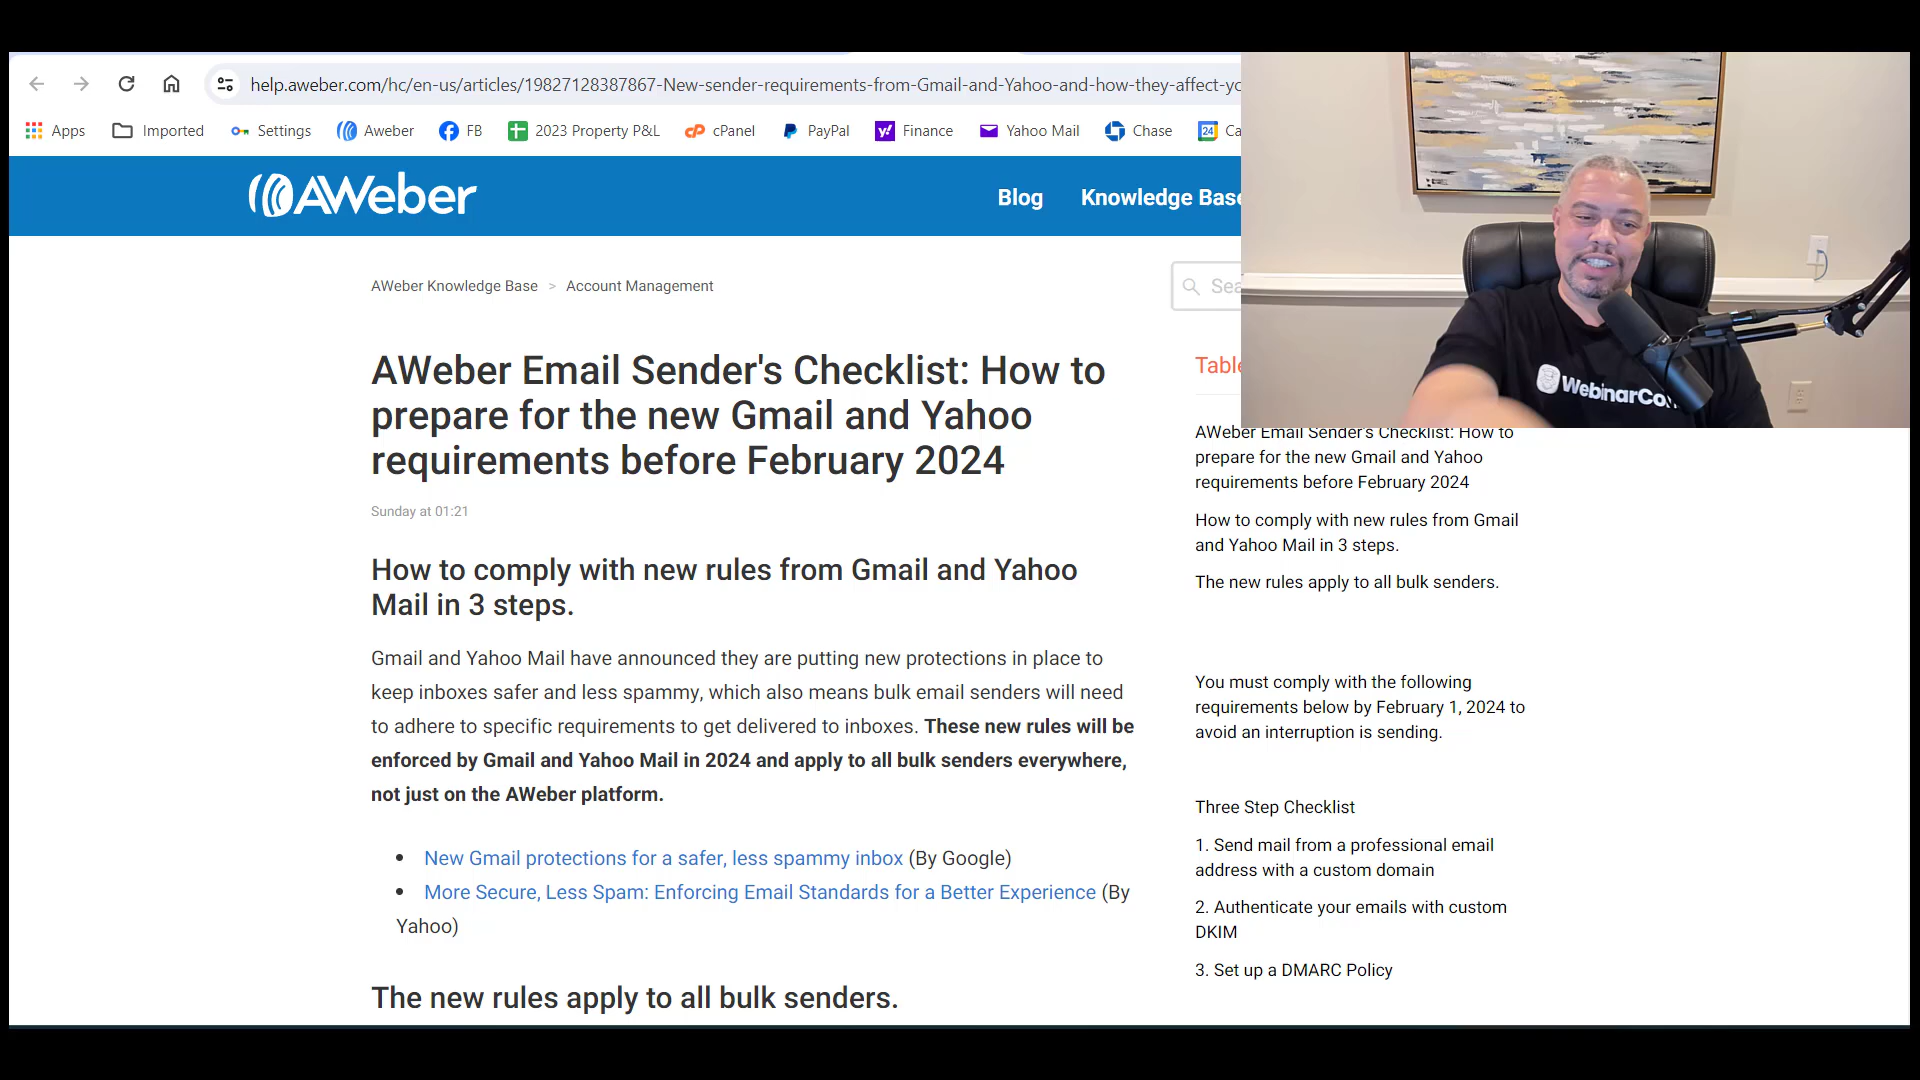 help.aweber.com/hc/en-us/articles/19827128387867-New-sender-requirements-from-Gmail-and-Yahoo-and-how-they-affect-yo
Apps Imported Settings Aweber FB 2023 Property P&L cPanel PayPal Finance Yahoo Mail Chase 24 Ca
AWeber Blog Knowledge Base
AWeber Knowledge Base > Account Management
Sea
AWeber Email Sender's Checklist: How to
prepare for the new Gmail and Yahoo
requirements before February 2024
Sunday at 01:21
How to comply with new rules from Gmail and Yahoo
Mail in 3 steps.
Gmail and Yahoo Mail have announced they are putting new protections in place to
keep inboxes safer and less spammy, which also means bulk email senders will need
to adhere to specific requirements to get delivered to inboxes. These new rules will be
enforced by Gmail and Yahoo Mail in 2024 and apply to all bulk senders everywhere,
not just on the AWeber platform.
• New Gmail protections for a safer, less spammy inbox (By Google)
• More Secure, Less Spam: Enforcing Email Standards for a Better Experience (By
Yahoo)
The new rules apply to all bulk senders.
Table
AWeber Email Sender's Checklist: How to
prepare for the new Gmail and Yahoo
requirements before February 2024
How to comply with new rules from Gmail
and Yahoo Mail in 3 steps.
The new rules apply to all bulk senders.
You must comply with the following
requirements below by February 1, 2024 to
avoid an interruption is sending.
Three Step Checklist
1. Send mail from a professional email
address with a custom domain
2. Authenticate your emails with custom
DKIM
3. Set up a DMARC Policy
WebinarCon